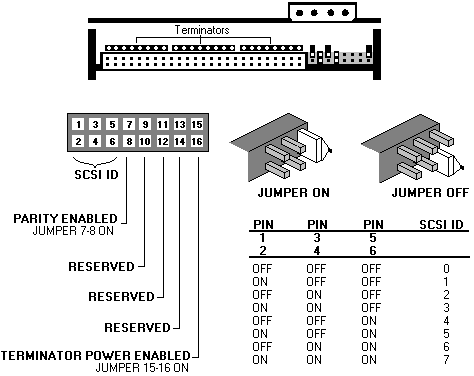 Terminators
1 3 5 7 9 11 13 15
2 4 6 8 10 12 14 16
SCSI ID
JUMPER ON
JUMPER OFF
PARITY ENABLED
JUMPER 7-8 ON
RESERVED
RESERVED
RESERVED
TERMINATOR POWER ENABLED
JUMPER 15-16 ON
PIN PIN PIN SCSI ID
1 3 5
2 4 6
OFF OFF OFF 0
ON OFF OFF 1
OFF ON OFF 2
ON ON OFF 3
OFF OFF ON 4
ON OFF ON 5
OFF ON ON 6
ON ON ON 7